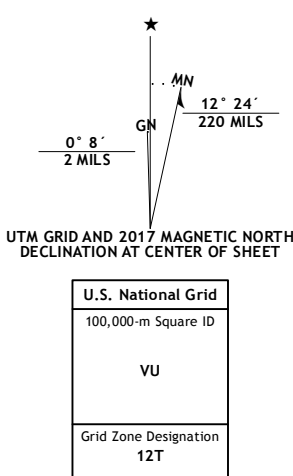 ★
MN
12° 24´
220 MILS
GN
0° 8´
2 MILS
UTM GRID AND 2017 MAGNETIC NORTH
DECLINATION AT CENTER OF SHEET
U.S. National Grid
100,000-m Square ID
VU
Grid Zone Designation
12T